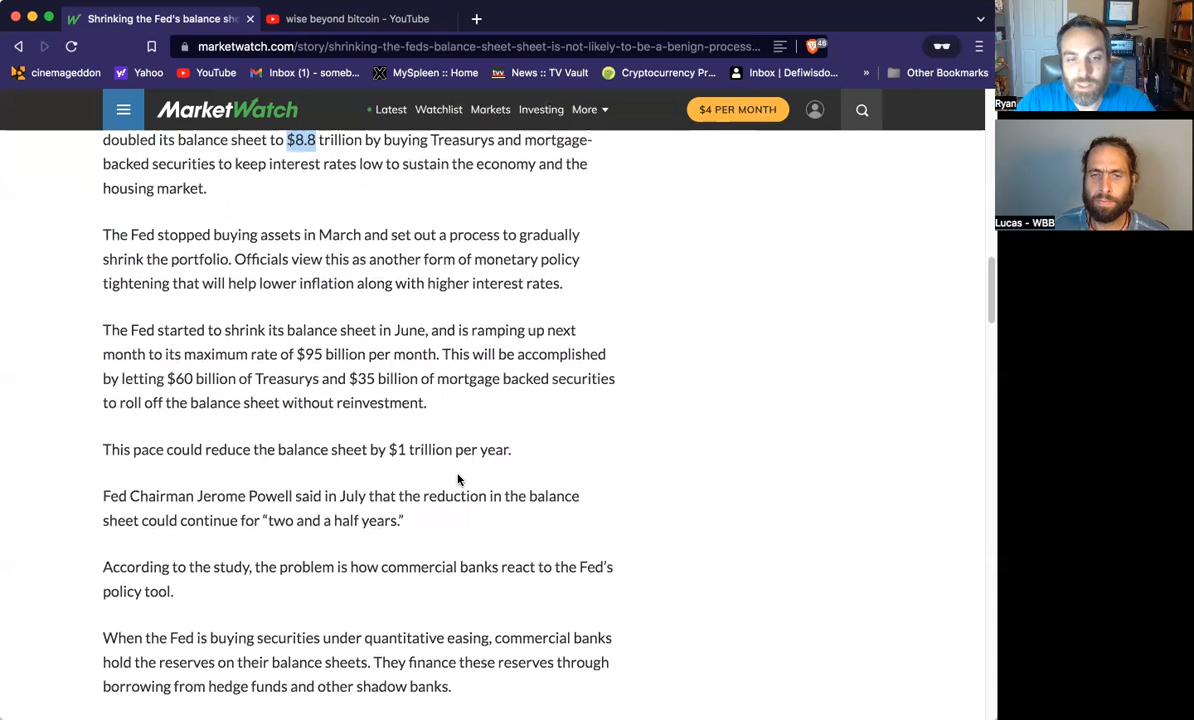 Shrinking the Fed's balance she
wise beyond bitcoin - YouTube
marketwatch.com/story/shrinking-the-feds-balance-sheet-sheet-is-not-likely-to-be-a-benign-process...
46
cinemageddon
Yahoo
YouTube
Inbox (1) - someb...
MySpleen :: Home
News :: TV Vault
Cryptocurrency Pr...
Inbox | Defiwisdo...
»
Other Bookmarks
MarketWatch
Latest
Watchlist
Markets
Investing
More
$4 PER MONTH
doubled its balance sheet to $8.8 trillion by buying Treasurys and mortgage-
backed securities to keep interest rates low to sustain the economy and the
housing market.
The Fed stopped buying assets in March and set out a process to gradually
shrink the portfolio. Officials view this as another form of monetary policy
tightening that will help lower inflation along with higher interest rates.
The Fed started to shrink its balance sheet in June, and is ramping up next
month to its maximum rate of $95 billion per month. This will be accomplished
by letting $60 billion of Treasurys and $35 billion of mortgage backed securities
to roll off the balance sheet without reinvestment.
This pace could reduce the balance sheet by $1 trillion per year.
Fed Chairman Jerome Powell said in July that the reduction in the balance
sheet could continue for “two and a half years.”
According to the study, the problem is how commercial banks react to the Fed’s
policy tool.
When the Fed is buying securities under quantitative easing, commercial banks
hold the reserves on their balance sheets. They finance these reserves through
borrowing from hedge funds and other shadow banks.
Ryan
Lucas - WBB